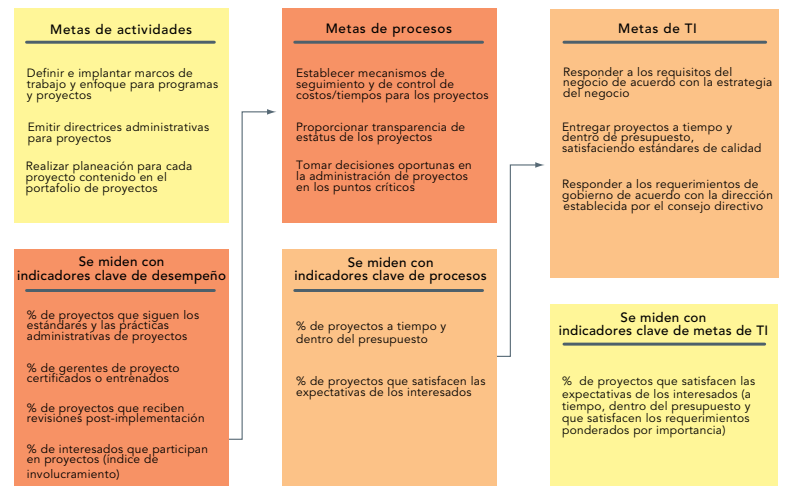 Metas de actividades
Definir e implantar marcos de
trabajo y enfoque para programas
y proyectos
Emitir directrices administrativas
para proyectos
Realizar planeación para cada
proyecto contenido en el
portafolio de proyectos
Se miden con
indicadores clave de desempeño
% de proyectos que siguen los
estándares y las prácticas
administrativas de proyectos
% de gerentes de proyecto
certificados o entrenados
% de proyectos que reciben
revisiones post-implementación
% de interesados que participan
en proyectos (índice de
involucramiento)
Metas de procesos
Establecer mecanismos de
seguimiento y de control de
costos/tiempos para los proyectos
Proporcionar transparencia de
estatus de los proyectos
Tomar decisiones oportunas en
la administración de proyectos
en los puntos críticos
Se miden con
indicadores clave de procesos
% de proyectos a tiempo y
dentro del presupuesto
% de proyectos que satisfacen las
expectativas de los interesados
Metas de TI
Responder a los requisitos del
negocio de acuerdo con la estrategia
del negocio
Entregar proyectos a tiempo y
dentro de presupuesto,
satisfaciendo estándares de calidad
Responder a los requerimientos de
gobierno de acuerdo con la dirección
establecida por el consejo directivo
Se miden con
indicadores clave de metas de TI
% de proyectos que satisfacen las
expectativas de los interesados (a
tiempo, dentro del presupuesto y
que satisfacen los requerimientos
ponderados por importancia)